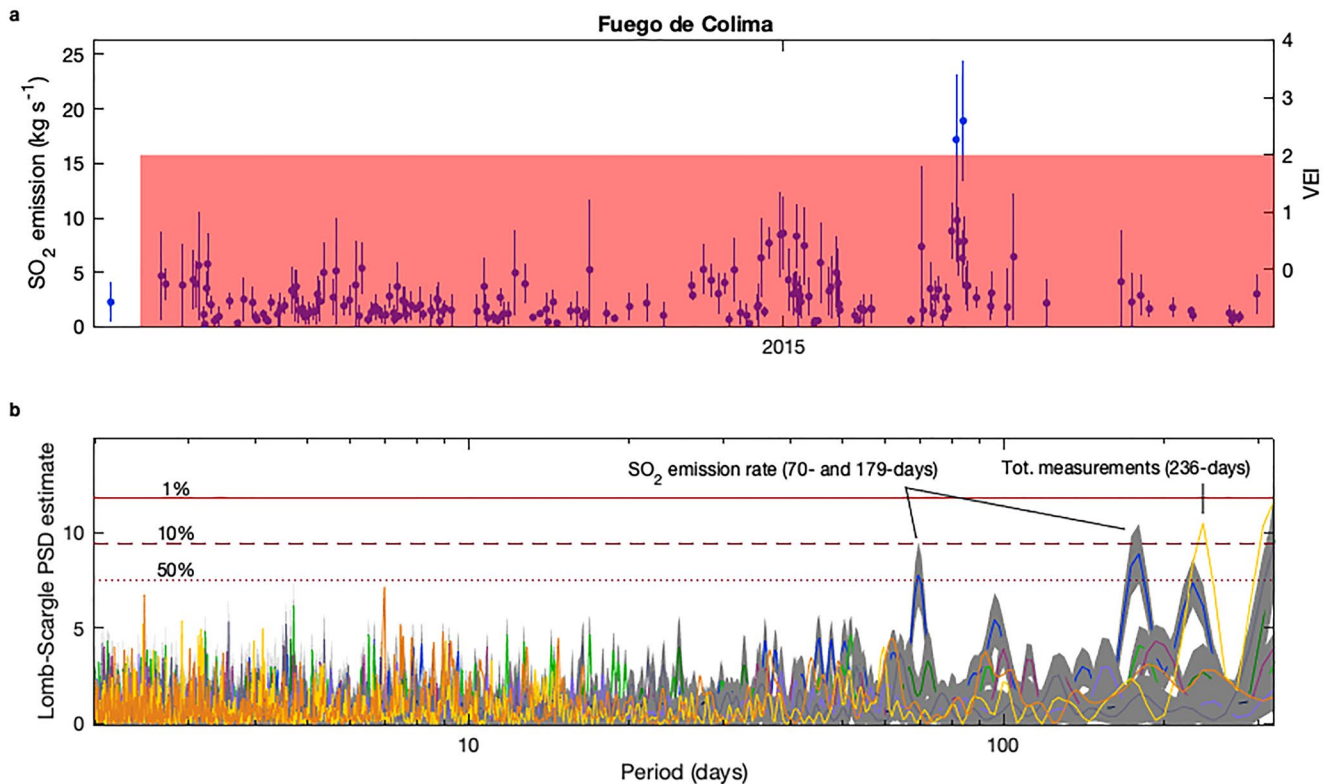 a
Fuego de Colima
SO2 emission (kg s-1)
25
20
15
10
5
0
4
3
2
1
0
VEI
2015
b
Lomb-Scargle PSD estimate
10
5
0
SO2 emission rate (70- and 179-days)
Tot. measurements (236-days)
1%
10%
50%
10
100
Period (days)